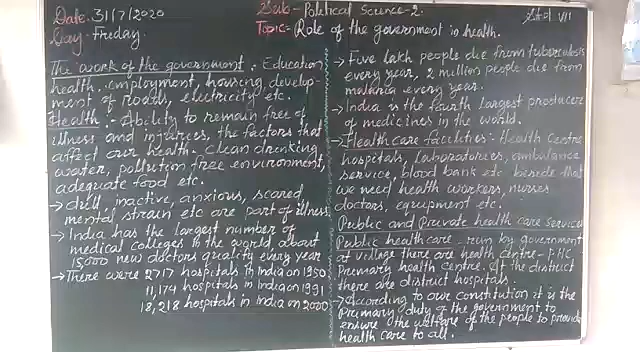 Date. 31/7/2020
Day- Friday
Sub- Political Science-2
Topic- Role of the government in health.
Std VII
The work of the government : Education
health, employment, housing, develop-
ment of roads, electricity etc.
Health :- Ability to remain free of
illness and injuries, the factors that
affect our health - clean drinking
water, pollution free environment,
adequate food etc.
→ dull, inactive, anxious, scared
mental strain etc are part of illness
→ India has the largest number of
medical colleges in the world, about
15,000 new doctors qualify every year
→ There were 2717 hospitals in India in 1950
11,174 hospitals in India in 1991
18,218 hospitals in India in 2000
→ Five lakh people die from tuberculosis
every year, 2 million people die from
malaria every year.
→ India is the fourth largest producer
of medicines in the world.
→ Healthcare facilities :- Health Centre
hospitals, Laboratories, ambulance
service, blood bank etc beside that
we need health workers, nurses
doctors, equipment etc.
Public and Private health care services
Public healthcare - run by government
at village there are health centre - PHC
Primary health centre. At the district
there are district hospitals.
→ According to our constitution it is the
Primary duty of the government to
ensure the welfare of the people to provide
health care to all.